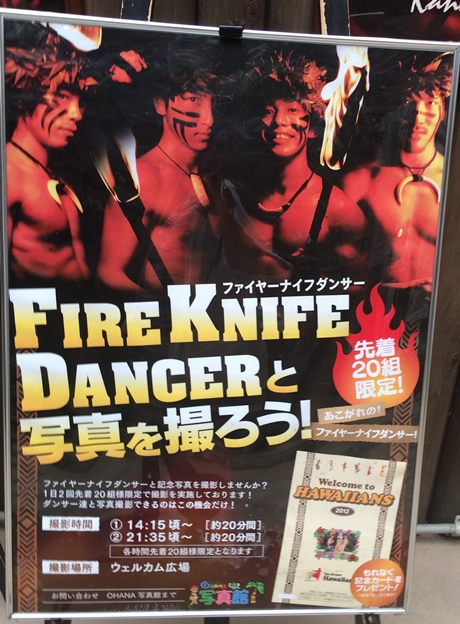 ファイヤーナイフダンサー
FIRE KNIFE
DANCERと
写真を撮ろう!
先着
20組
限定!
あこがれの!
ファイヤーナイフダンサー!
ファイヤーナイフダンサーと記念写真を撮影しませんか?
1日2回先着20組様限定で撮影を実施しております!
ダンサー達と写真撮影できるのはこの機会だけ!
撮影時間 ① 14:15頃~ [約20分間]
② 21:35頃~ [約20分間]
各時間先着20組様限定となります
撮影場所 ウェルカム広場
お問い合わせ OHANA 写真館まで
OHANA
写真館
Welcome to
HAWAIIANS
2012
Hawaiians
もれなく
記念カードを
プレゼント!